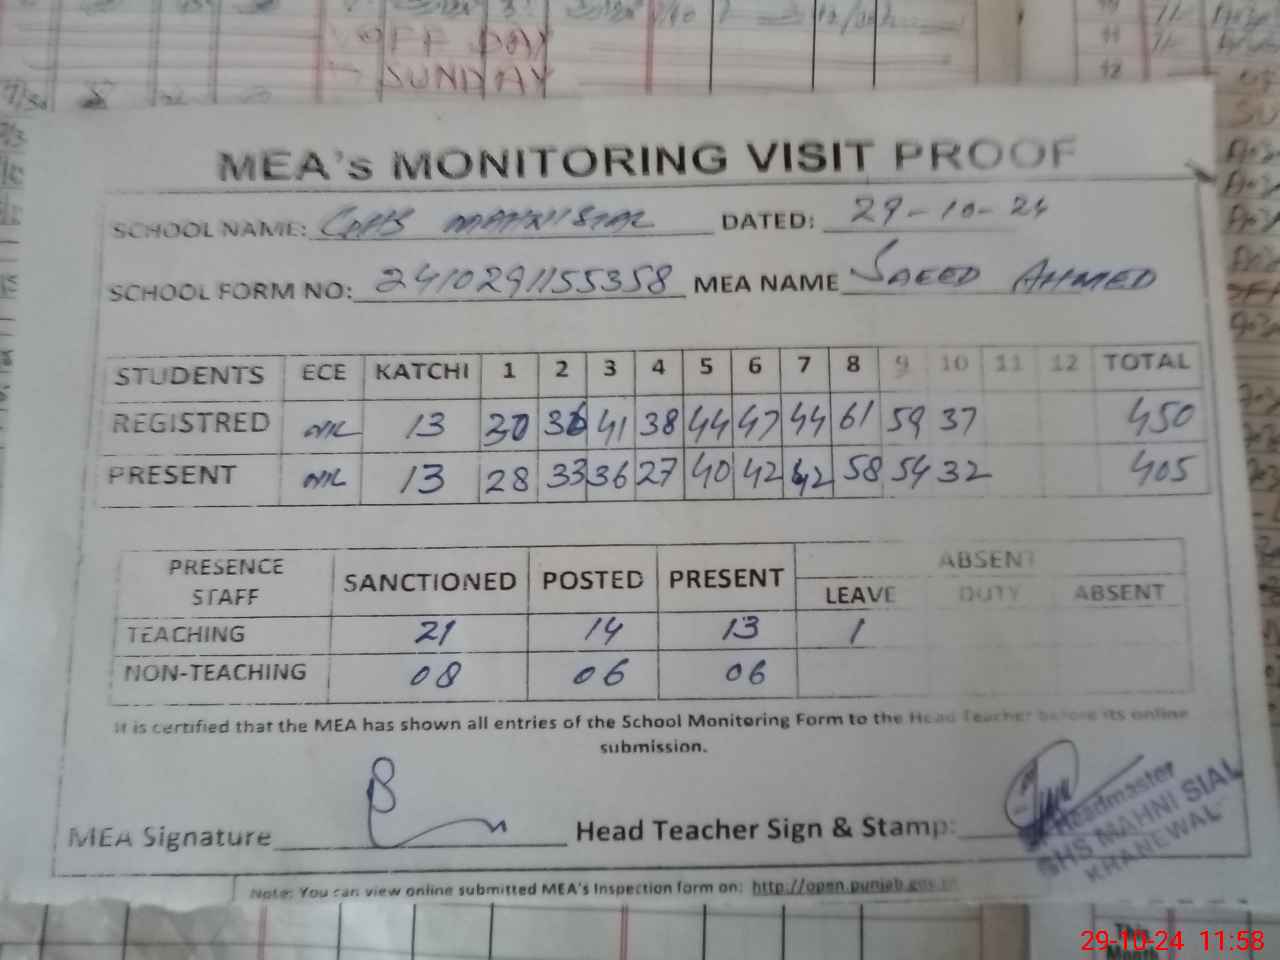 OFF DAY
SUNDAY
MEA's MONITORING VISIT PROOF
SCHOOL NAME: GHS MAHNI SIAL DATED: 29-10-24
SCHOOL FORM NO: 2410291155358 MEA NAME SAEED AHMED
STUDENTS ECE KATCHI 1 2 3 4 5 6 7 8 9 10 11 12 TOTAL
REGISTRED NIL 13 30 36 41 38 44 47 44 61 59 37 450
PRESENT NIL 13 28 33 36 27 40 42 42 58 54 32 405
PRESENCE STAFF SANCTIONED POSTED PRESENT ABSENT
LEAVE DUTY ABSENT
TEACHING 21 14 13 1
NON-TEACHING 08 06 06
It is certified that the MEA has shown all entries of the School Monitoring Form to the Head Teacher before its online
submission.
MEA Signature Head Teacher Sign & Stamp:
Headmaster
GHS MAHNI SIAL
KHANEWAL
Note: You can view online submitted MEA's Inspection form on: http://open.punjab.gov.pk
This
Month
29-10-24 11:58